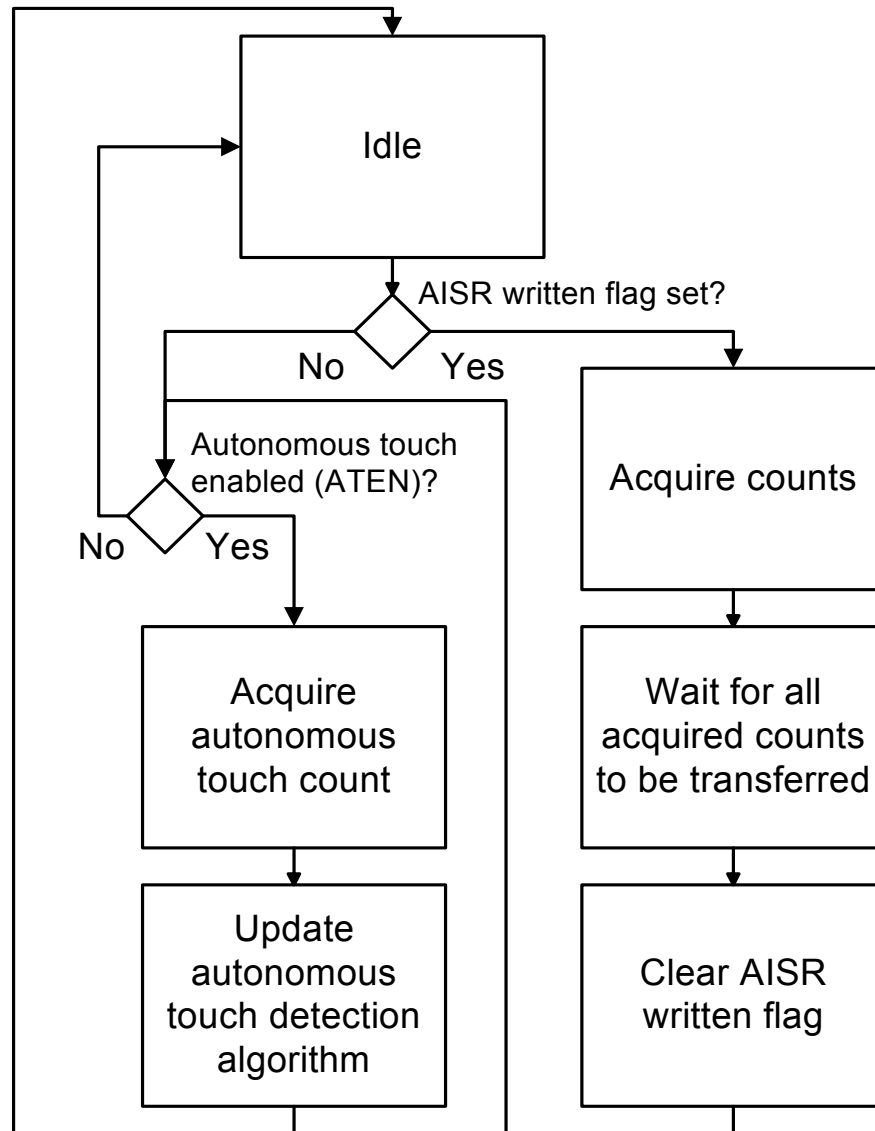 Idle
AISR written flag set?
No
Yes
Autonomous touch
enabled (ATEN)?
No
Yes
Acquire counts
Acquire
autonomous
touch count
Wait for all
acquired counts
to be transferred
Update
autonomous
touch detection
algorithm
Clear AISR
written flag